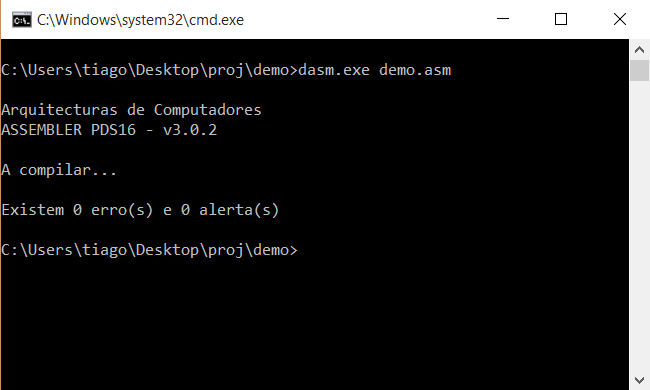 C:\Windows\system32\cmd.exe
C:\Users\tiago\Desktop\proj\demo>dasm.exe demo.asm
Arquitecturas de Computadores
ASSEMBLER PDS16 - v3.0.2
A compilar...
Existem 0 erro(s) e 0 alerta(s)
C:\Users\tiago\Desktop\proj\demo>